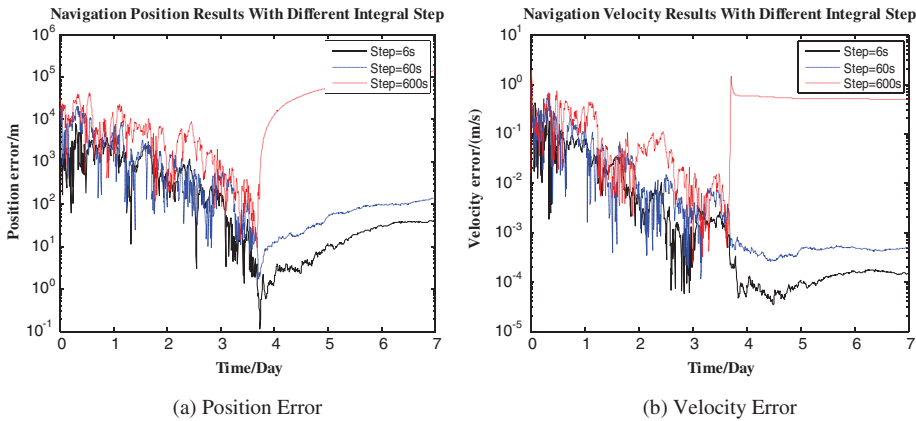 Navigation Position Results With Different Integral Step
10^6
10^5
10^4
10^3
10^2
10^1
10^0
10^-1
Position error/m
Step=6s
Step=60s
Step=600s
0 1 2 3 4 5 6 7
Time/Day
(a) Position Error
Navigation Velocity Results With Different Integral Step
10^1
10^0
10^-1
10^-2
10^-3
10^-4
10^-5
Velocity error/(m/s)
Step=6s
Step=60s
Step=600s
0 1 2 3 4 5 6 7
Time/Day
(b) Velocity Error